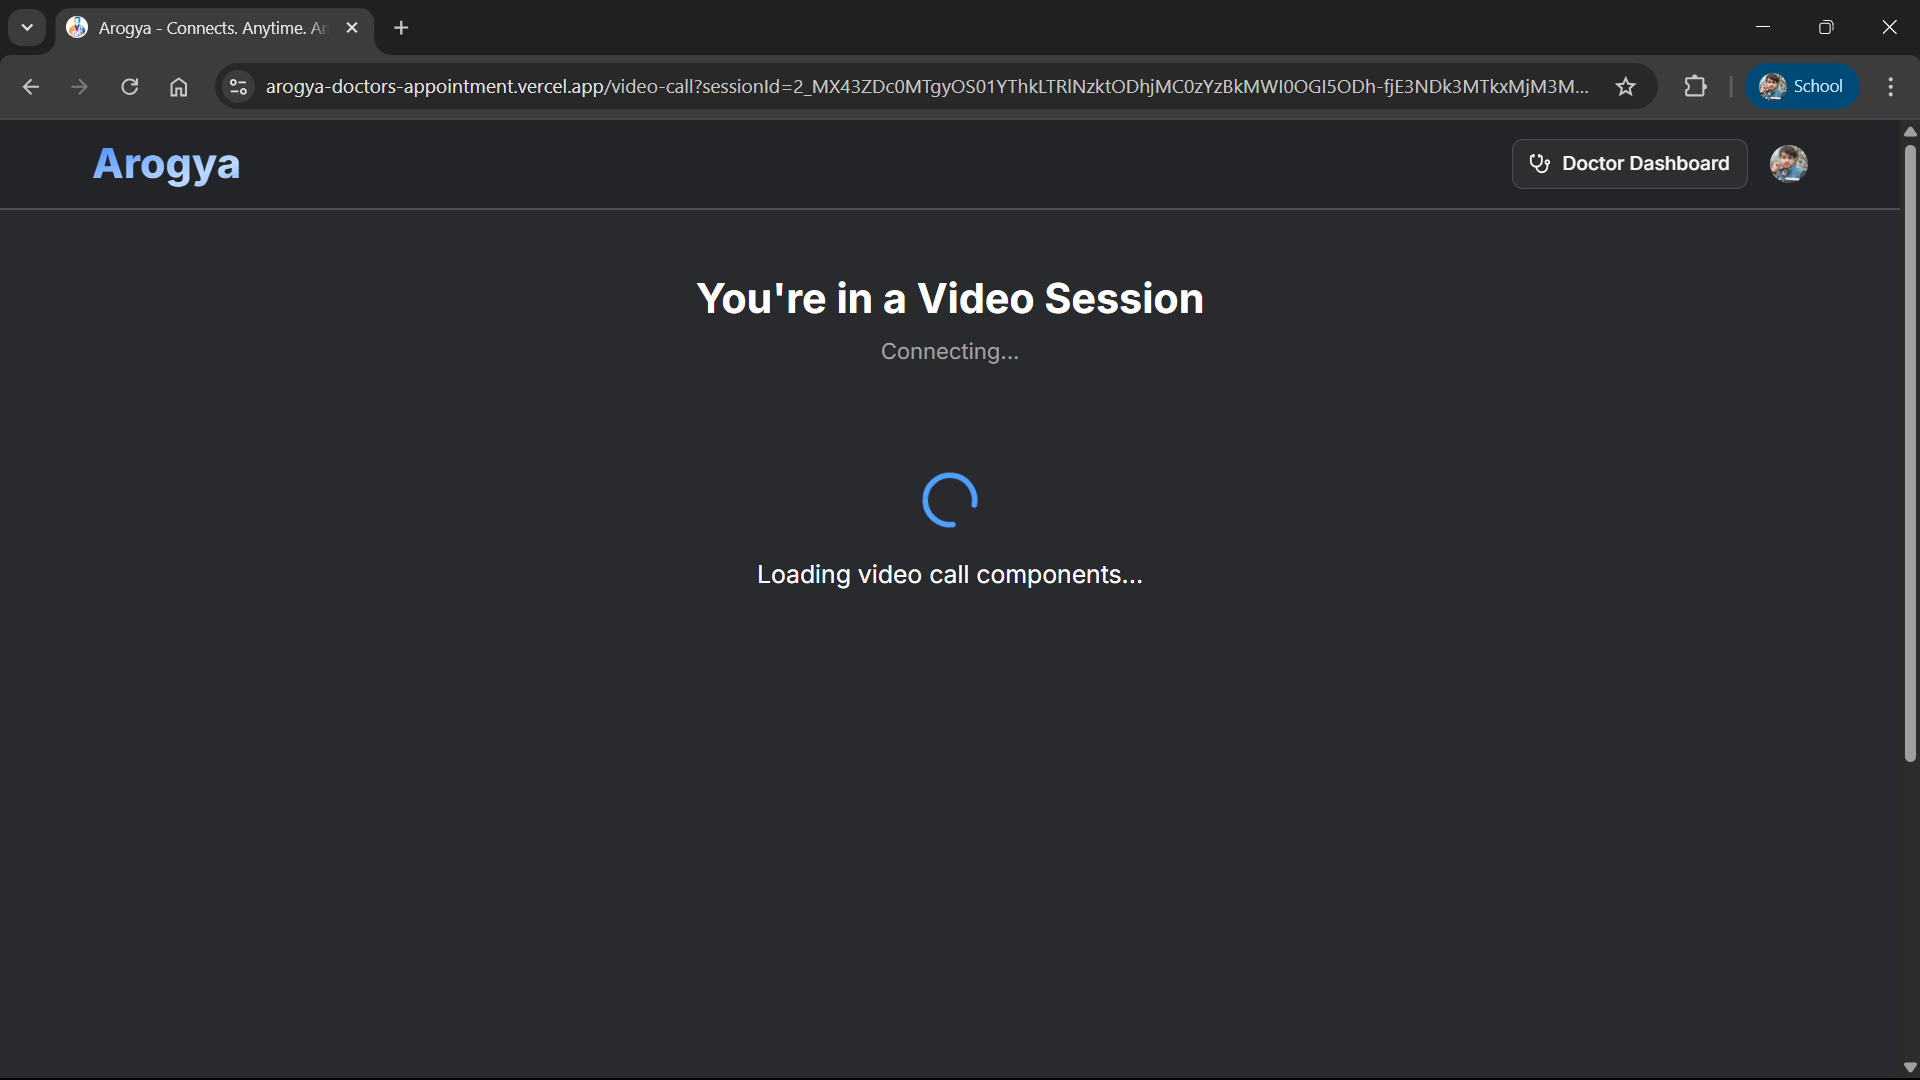 Arogya - Connects. Anytime.
School
arogya-doctors-appointment.vercel.app/video-call?sessionId=2_MX43ZDc0MTgyOS01YThkLTRlNzktODhjMC0zYzBkMWI0OGI5ODh-fjE3NDk3MTkxMjM3M...
Arogya
Doctor Dashboard
You're in a Video Session
Connecting...
Loading video call components...